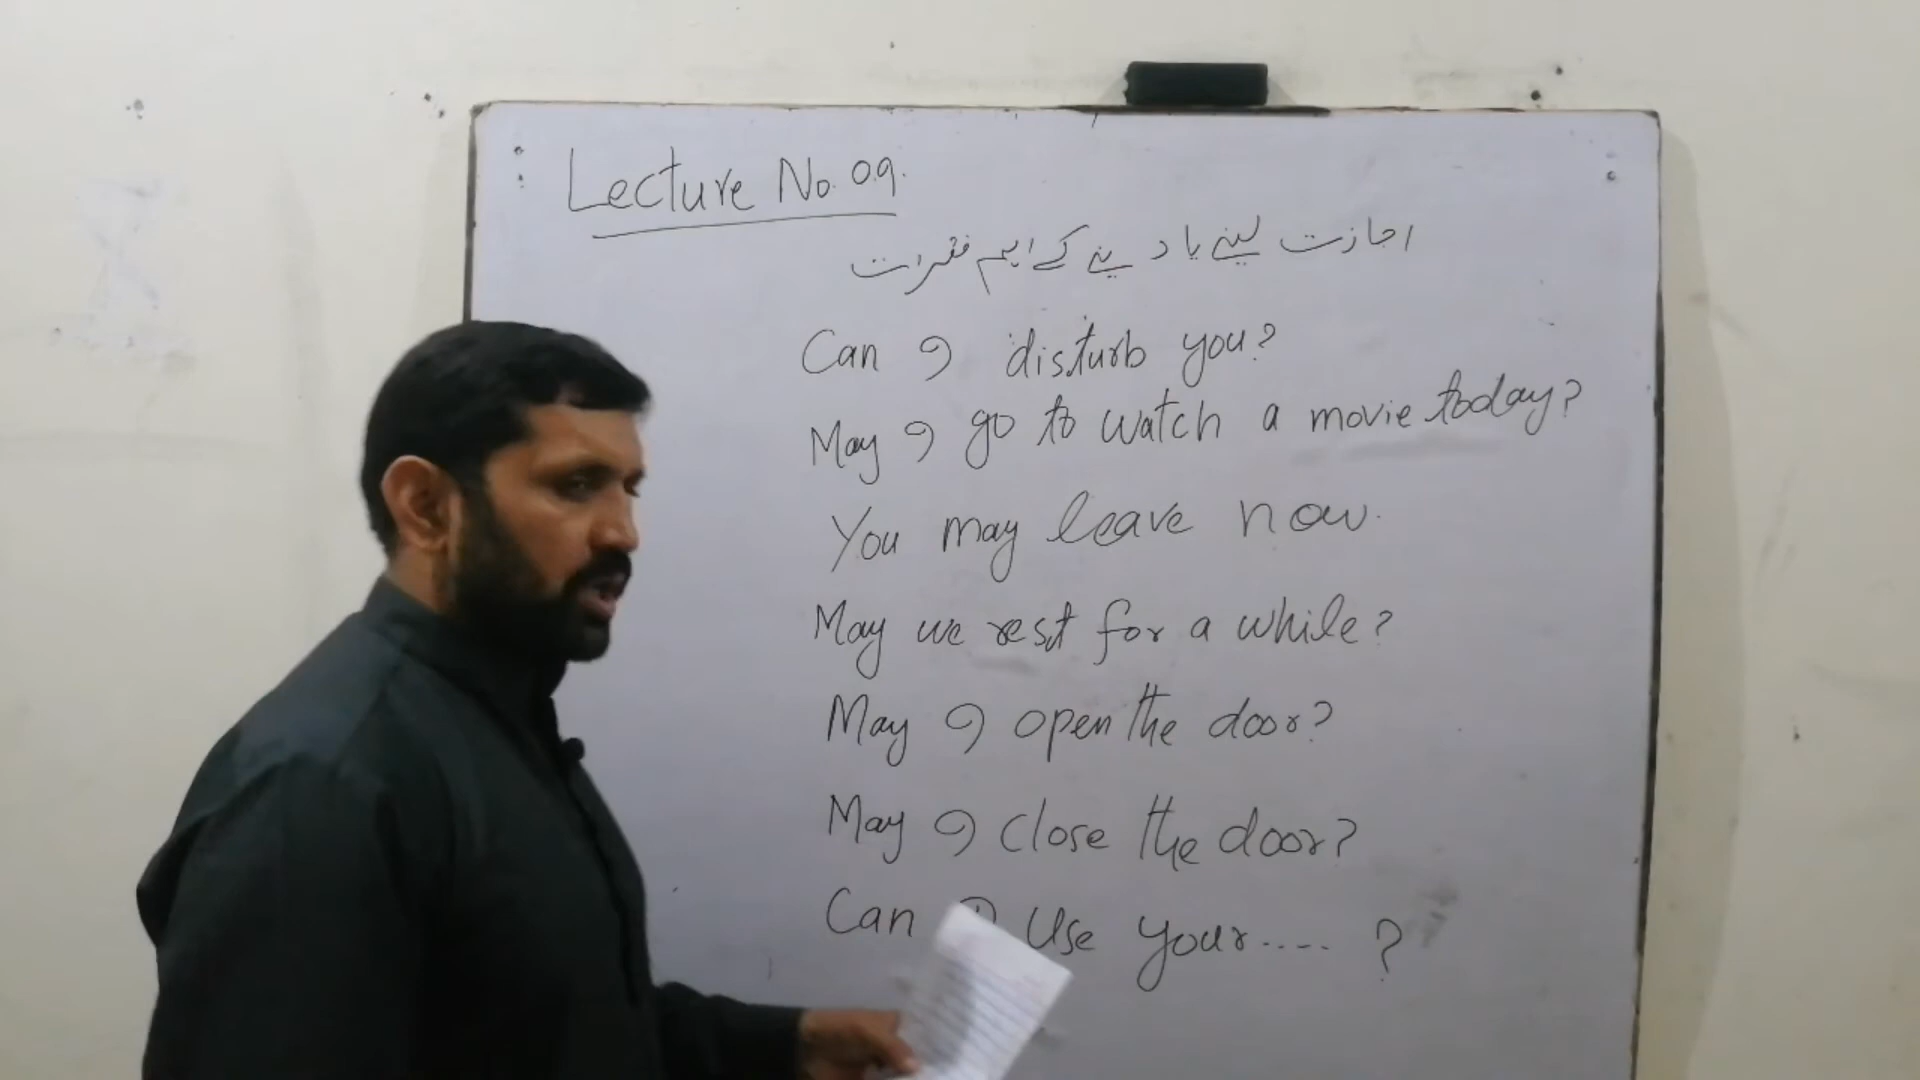 Lecture No. 09.
اجازت لینے یا دینے کے اہم فقرات
Can I disturb you?
May I go to watch a movie today?
You may leave now.
May we rest for a while?
May I open the door?
May I close the door?
Can I Use your.... ?